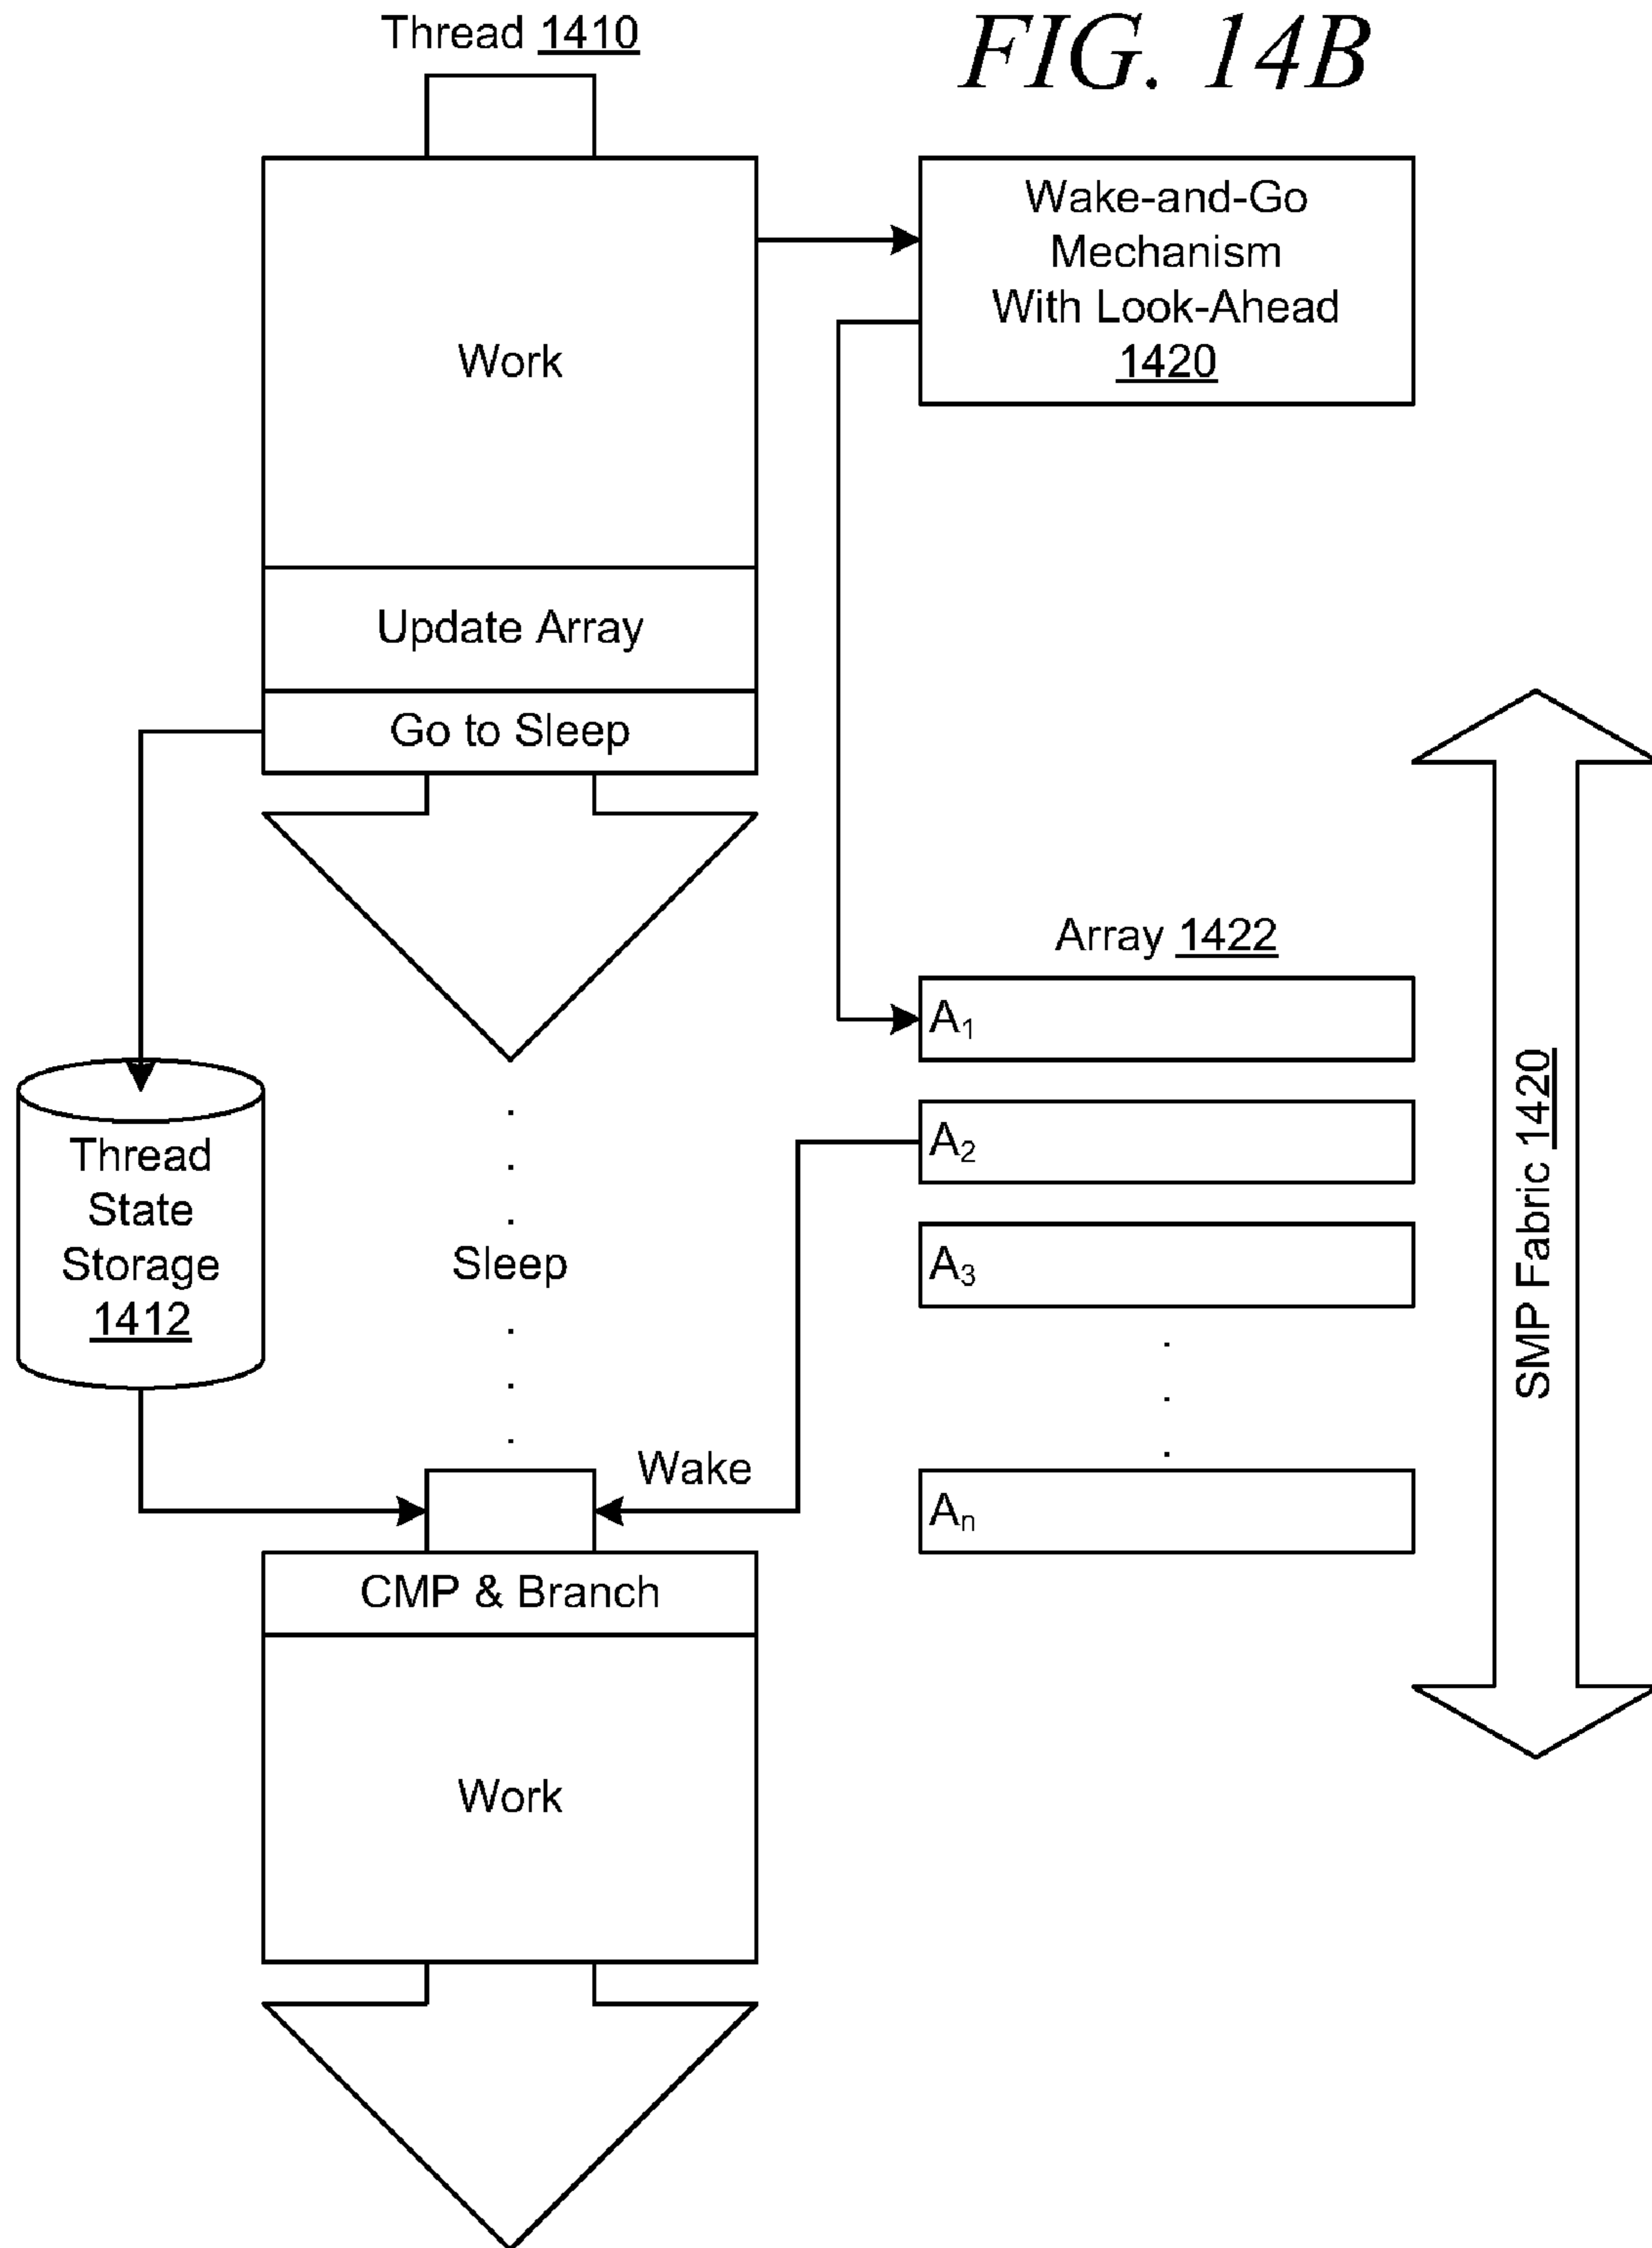 Thread 1410
FIG. 14B
Work
Wake-and-Go
Mechanism
With Look-Ahead
1420
Update Array
Go to Sleep
Array 1422
A₁
A₂
A₃
Aₙ
SMP Fabric 1420
Thread
State
Storage
1412
.
.
.
Sleep
.
.
.
.
.
.
Wake
CMP & Branch
Work